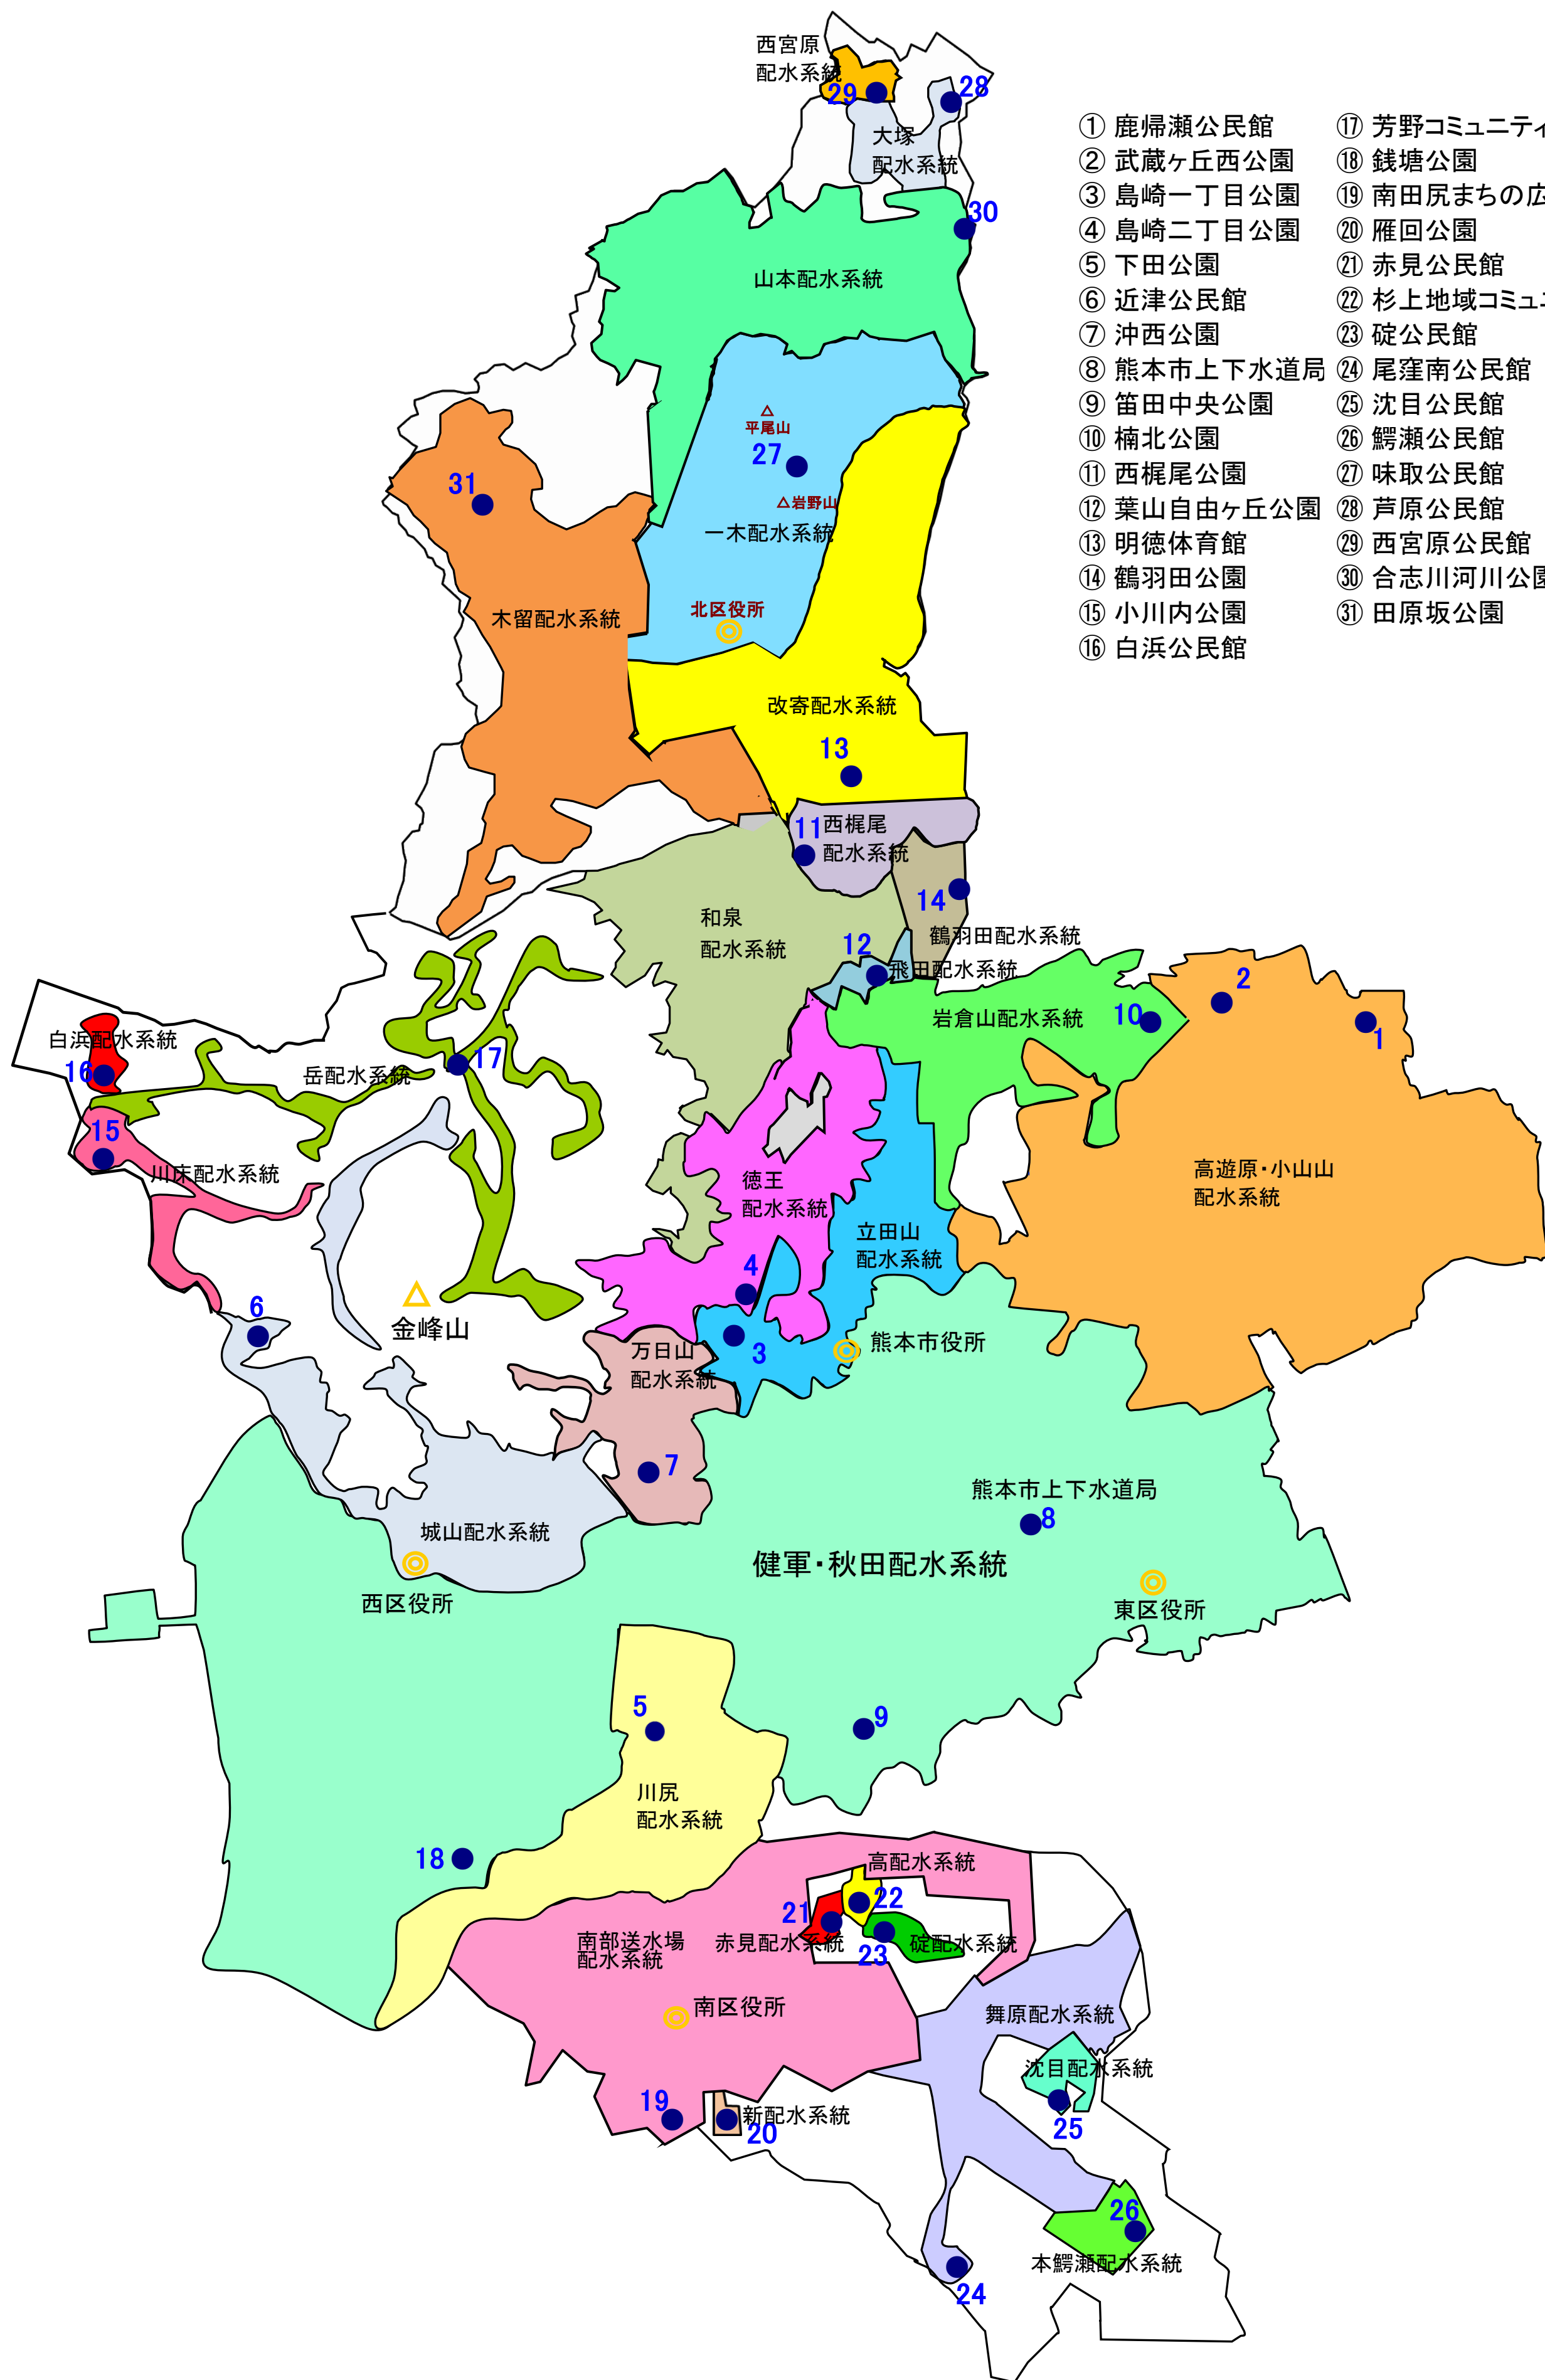 西宮原
配水系統
29
28
大塚
配水系統
30
山本配水系統
△
平尾山
27
△岩野山
一木配水系統
31
北区役所
木留配水系統
改寄配水系統
13
11
西梶尾
配水系統
14
和泉
配水系統
12
鶴羽田配水系統
飛田配水系統
2
岩倉山配水系統
10
1
白浜配水系統
16
17
岳配水系統
15
川床配水系統
高遊原・小山山
配水系統
徳王
配水系統
立田山
配水系統
4
6
金峰山
3
万日山
配水系統
熊本市役所
7
熊本市上下水道局
8
城山配水系統
健軍・秋田配水系統
西区役所
東区役所
5
9
川尻
配水系統
18
高配水系統
22
21
南部送水場
配水系統
赤見配水系統
23
碇配水系統
南区役所
舞原配水系統
沈目配水系統
19
新配水系統
20
25
26
本鰐瀬配水系統
24
① 鹿帰瀬公民館
② 武蔵ヶ丘西公園
③ 島崎一丁目公園
④ 島崎二丁目公園
⑤ 下田公園
⑥ 近津公民館
⑦ 沖西公園
⑧ 熊本市上下水道局
⑨ 笛田中央公園
⑩ 楠北公園
⑪ 西梶尾公園
⑫ 葉山自由ヶ丘公園
⑬ 明徳体育館
⑭ 鶴羽田公園
⑮ 小川内公園
⑯ 白浜公民館
⑰ 芳野コミュニティ
⑱ 銭塘公園
⑲ 南田尻まちの広
⑳ 雁回公園
㉑ 赤見公民館
㉒ 杉上地域コミュニ
㉓ 碇公民館
㉔ 尾窪南公民館
㉕ 沈目公民館
㉖ 鰐瀬公民館
㉗ 味取公民館
㉘ 芦原公民館
㉙ 西宮原公民館
㉚ 合志川河川公園
㉛ 田原坂公園